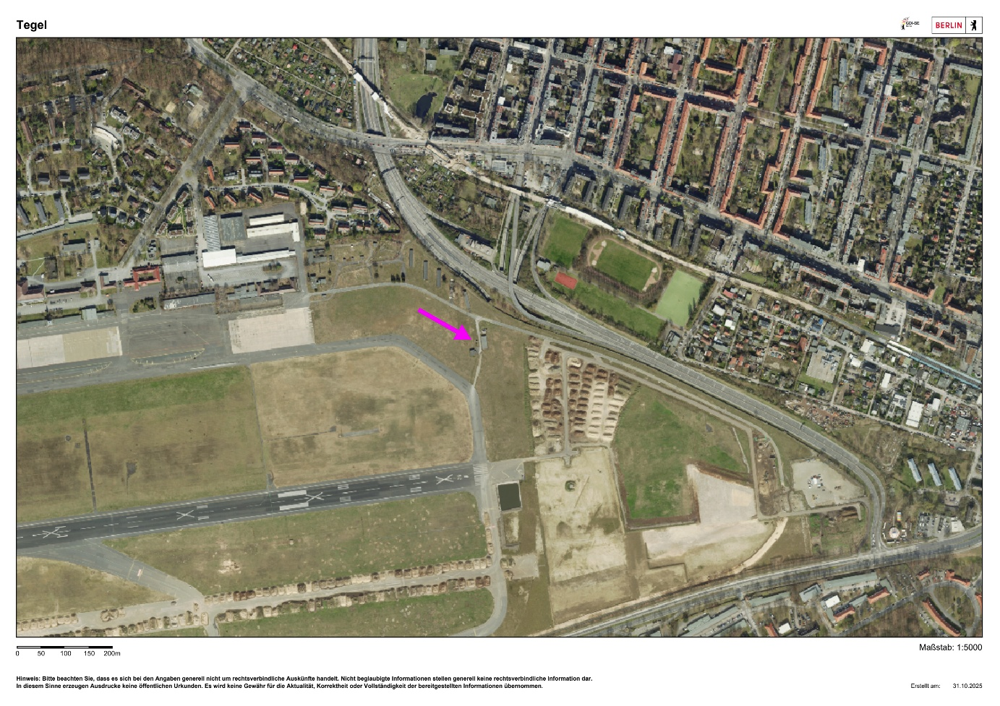 Tegel
GDI-BE
BERLIN
0 50 100 150 200m
Maßstab: 1:5000
Hinweis: Bitte beachten Sie, dass es sich bei den Angaben generell nicht um rechtsverbindliche Auskünfte handelt. Nicht beglaubigte Informationen stellen generell keine rechtsverbindliche Information dar.
In diesem Sinne erzeugen Ausdrucke keine öffentlichen Urkunden. Es wird keine Gewähr für die Aktualität, Korrektheit oder Vollständigkeit der bereitgestellten Informationen übernommen.
Erstellt am: 31.10.2025